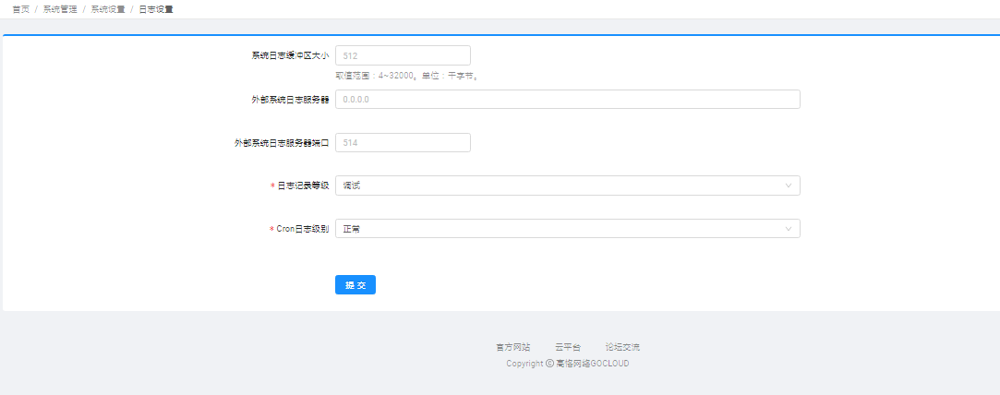 首页 / 系统管理 / 系统设置 / 日志设置
系统日志缓冲区大小 512
取值范围：4~32000。单位：千字节。
外部系统日志服务器 0.0.0.0
外部系统日志服务器端口 514
* 日志记录等级 调试
* Cron日志级别 正常
提 交
官方网站 云平台 论坛交流
Copyright © 高恪网络GOCLOUD